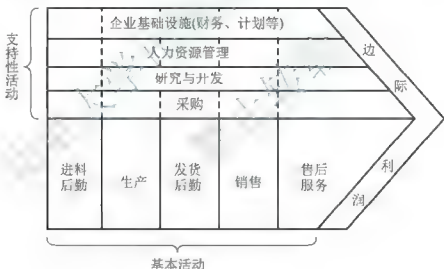 企业基础设施(财务、计划等)
人力资源管理
研究与开发
采购
支持性活动
进料
后勤
生产
发货
后勤
销售
售后
服务
边
际
利
润
基本活动